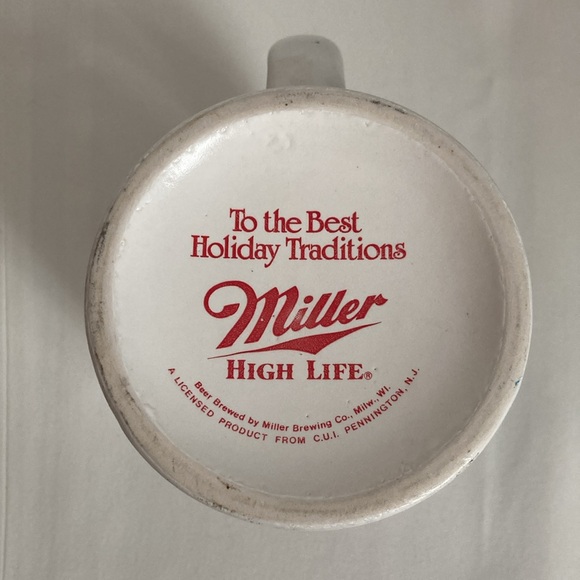 To the Best
Holiday Traditions
Miller
HIGH LIFE®
Beer Brewed by Miller Brewing Co., Milw., WI.
A LICENSED PRODUCT FROM C.U.I. PENNINGTON, N.J.